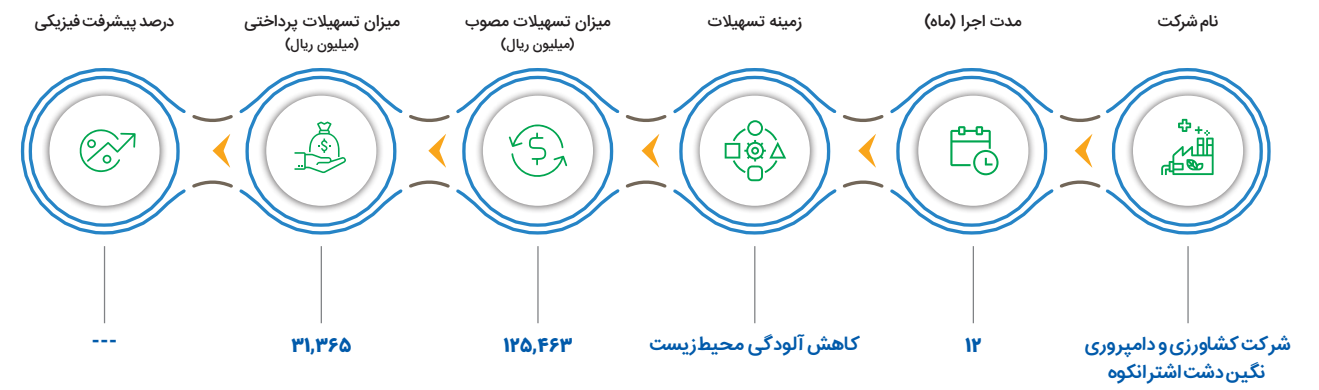 نام شرکت
مدت اجرا (ماه)
زمینه تسهیلات
میزان تسهیلات مصوب
(میلیون ریال)
میزان تسهیلات پرداختی
(میلیون ریال)
درصد پیشرفت فیزیکی
شرکت کشاورزی و دامپروری
نگین دشت اشترانکوه
۱۲
کاهش آلودگی محیط‌زیست
۱۲۵,۴۶۳
۳۱,۳۶۵
---